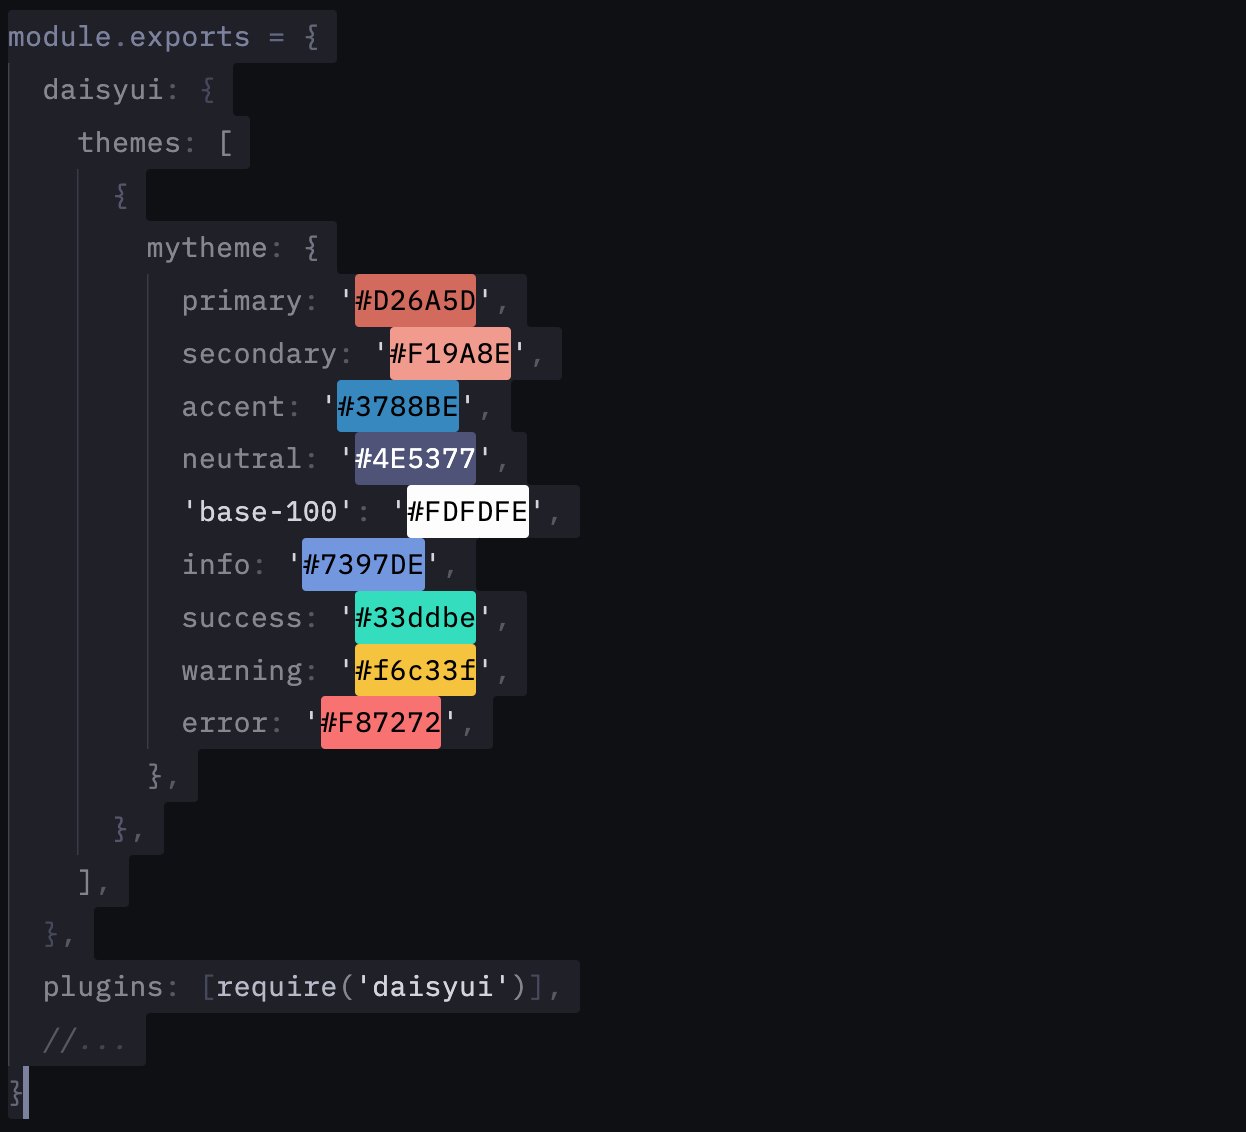 module.exports = {
  daisyui: {
    themes: [
      {
        mytheme: {
          primary: '#D26A5D',
          secondary: '#F19A8E',
          accent: '#3788BE',
          neutral: '#4E5377',
          'base-100': '#FDFDFE',
          info: '#7397DE',
          success: '#33ddbe',
          warning: '#f6c33f',
          error: '#F87272',
        },
      },
    ],
  },
  plugins: [require('daisyui')],
  //...
}